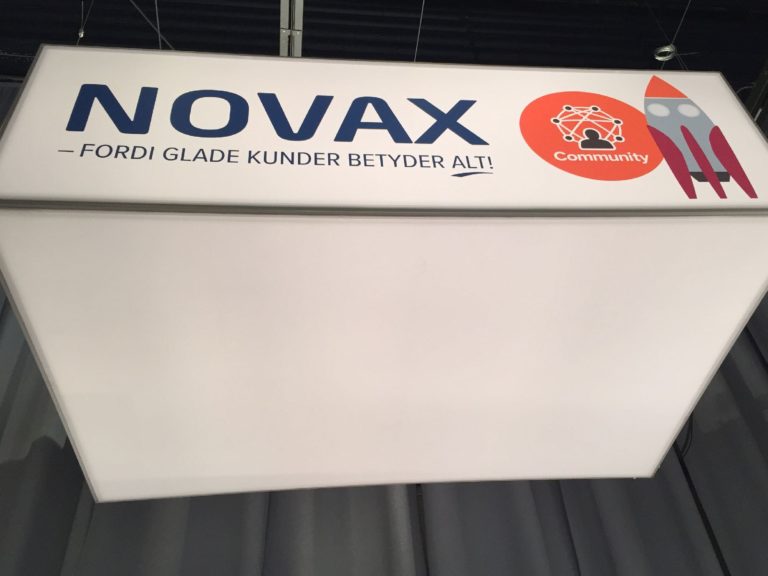 NOVAX
– FORDI GLADE KUNDER BETYDER ALT!
Community